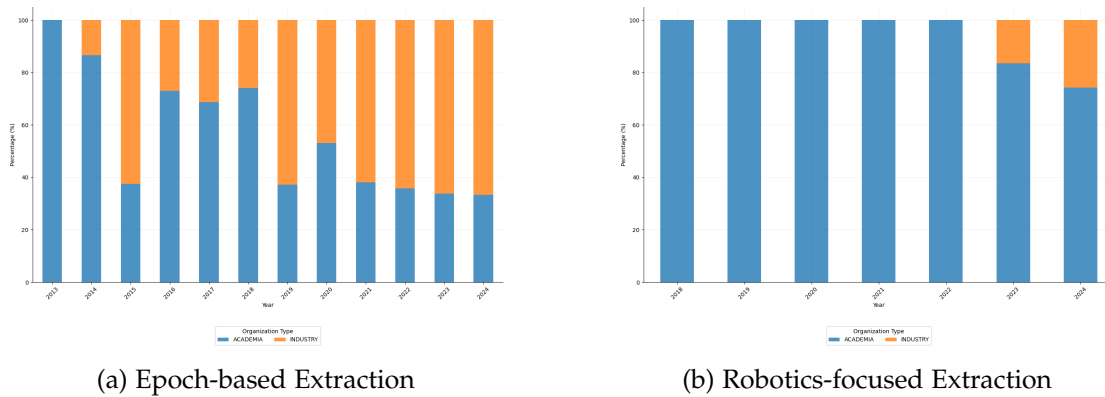 100
80
60
40
20
0
Percentage (%)
2013 2014 2015 2016 2017 2018 2019 2020 2021 2022 2023 2024
Year
Organization Type
ACADEMIA INDUSTRY
(a) Epoch-based Extraction
100
80
60
40
20
0
Percentage (%)
2018 2019 2020 2021 2022 2023 2024
Year
Organization Type
ACADEMIA INDUSTRY
(b) Robotics-focused Extraction